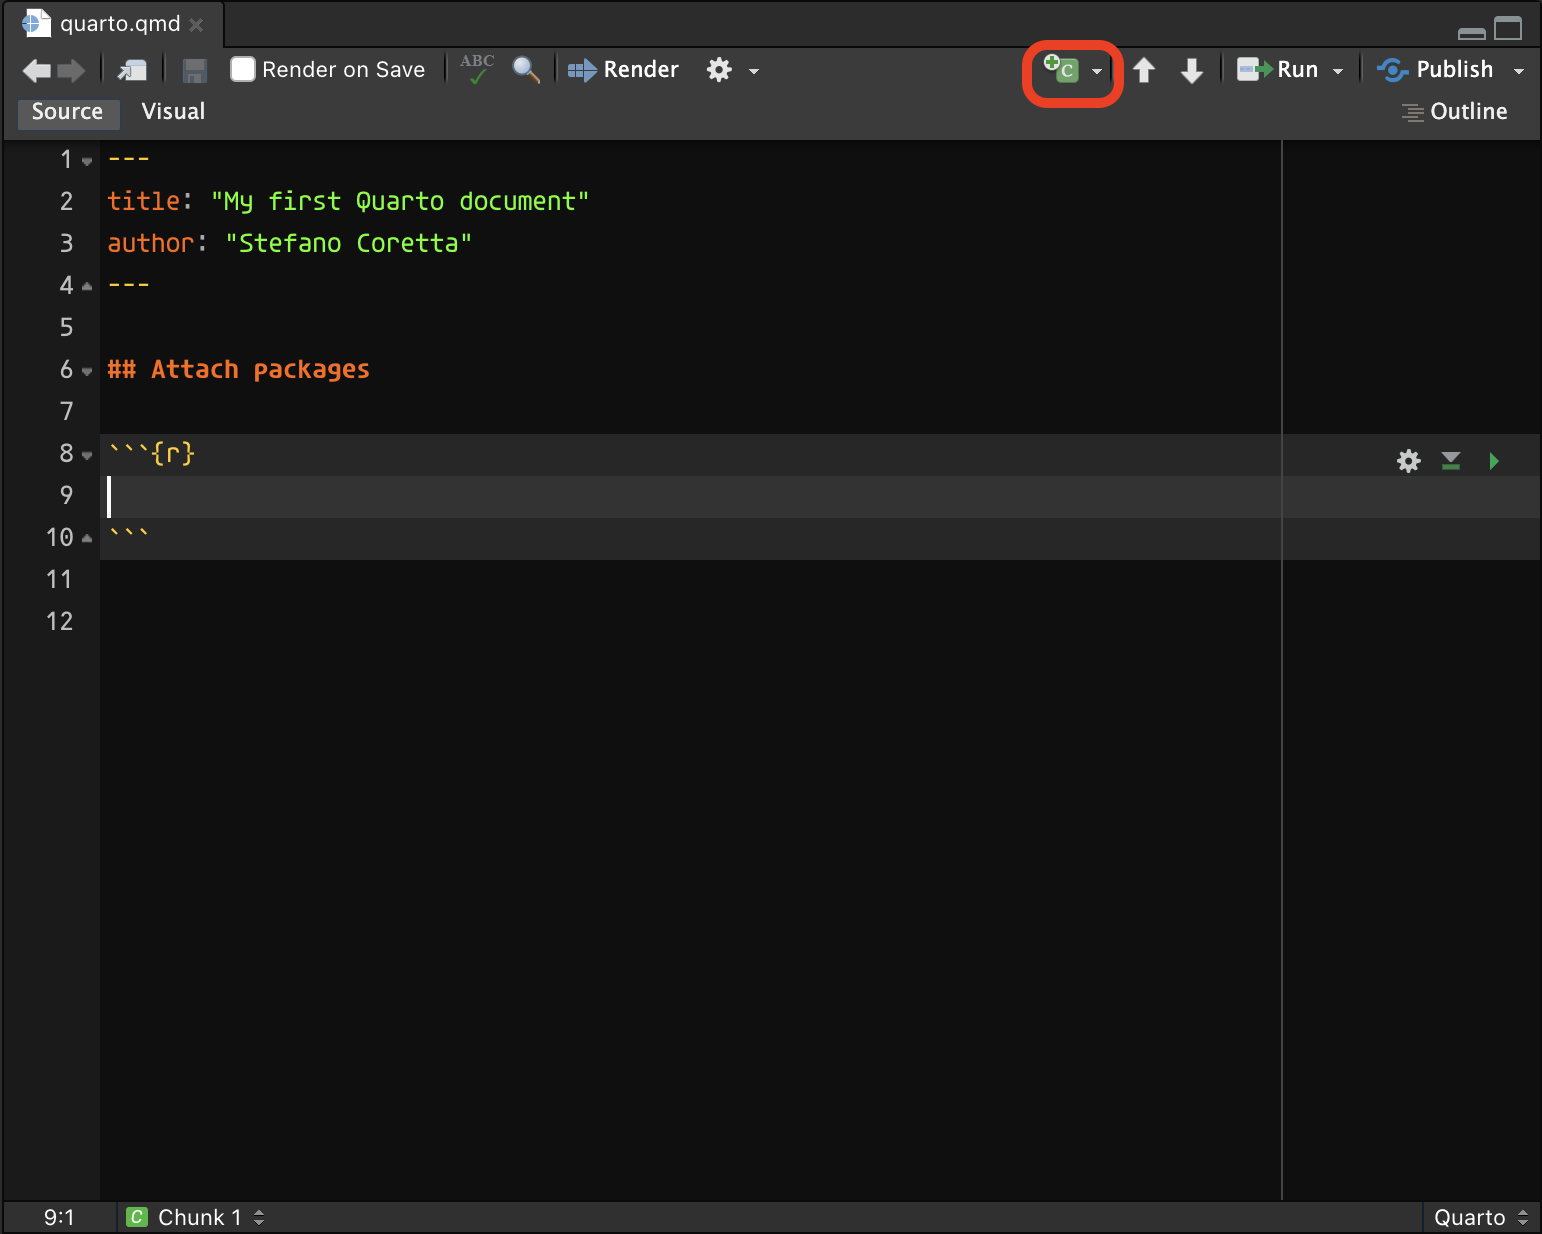 quarto.qmd
Render on Save ABC Render C Run Publish
Source Visual Outline
1 ---
2 title: "My first Quarto document"
3 author: "Stefano Coretta"
4 ---
5
6 ## Attach packages
7
8 ```{r}
9
10 ```
11
12
9:1 C Chunk 1 Quarto